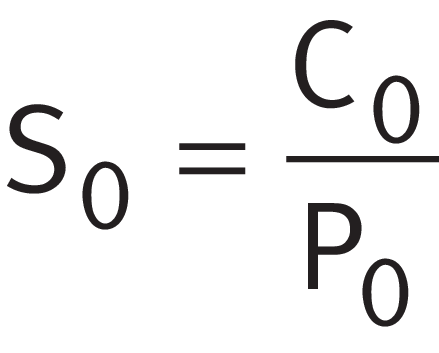 S₀ = C₀ / P₀